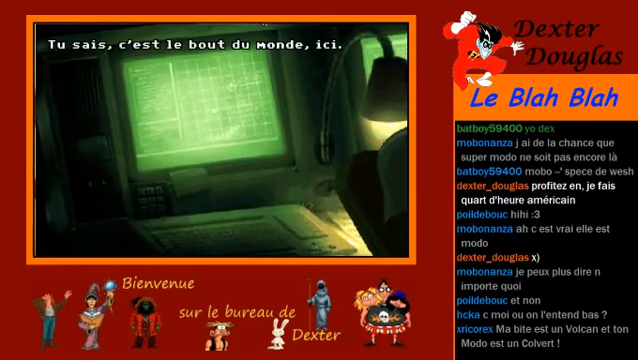 Tu sais, c'est le bout du monde, ici.
Dexter
Douglas
Le Blah Blah
batboy59400 yo dex
mobonanza j ai de la chance que
super modo ne soit pas encore là
batboy59400 mobo --' spece de wesh
dexter_douglas profitez en, je fais
quart d'heure américain
poildebouc hihi :3
mobonanza ah c est vrai elle est
modo
dexter_douglas x)
mobonanza je peux plus dire n
importe quoi
poildebouc et non
hcka c moi ou on l'entend bas ?
xricorex Ma bite est un Volcan et ton
Modo est un Colvert !
Bienvenue
sur le bureau de
Dexter